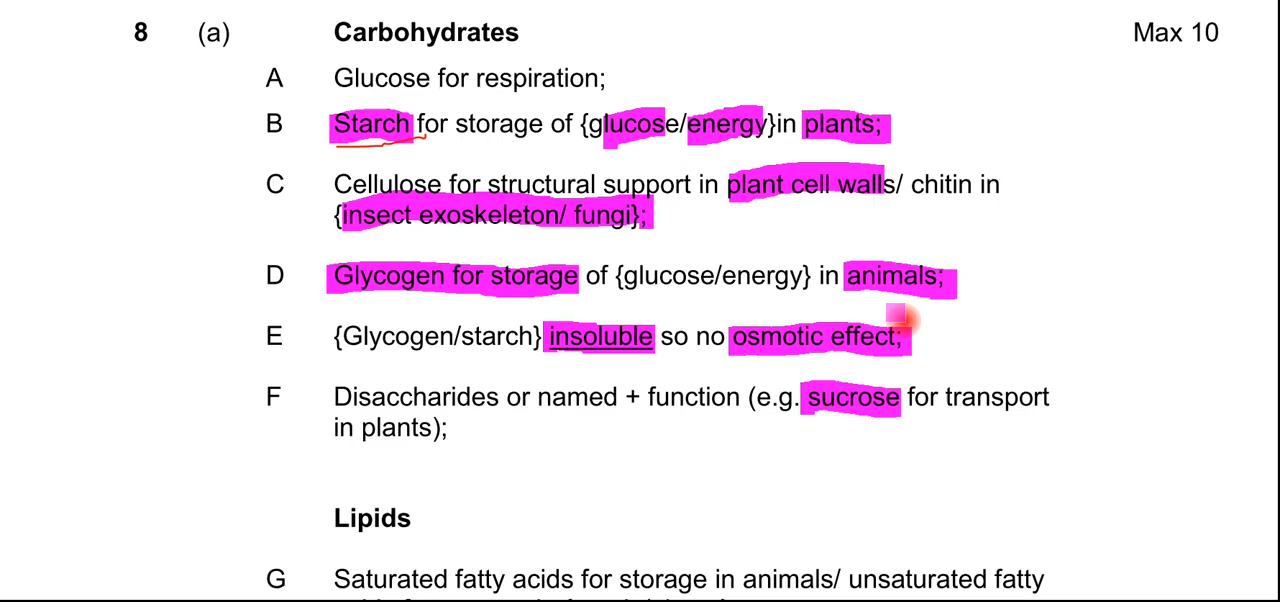 8 (a) Carbohydrates Max 10
A Glucose for respiration;
B Starch for storage of {glucose/energy}in plants;
C Cellulose for structural support in plant cell walls/ chitin in
{insect exoskeleton/ fungi};
D Glycogen for storage of {glucose/energy} in animals;
E {Glycogen/starch} insoluble so no osmotic effect;
F Disaccharides or named + function (e.g. sucrose for transport
in plants);
Lipids
G Saturated fatty acids for storage in animals/ unsaturated fatty